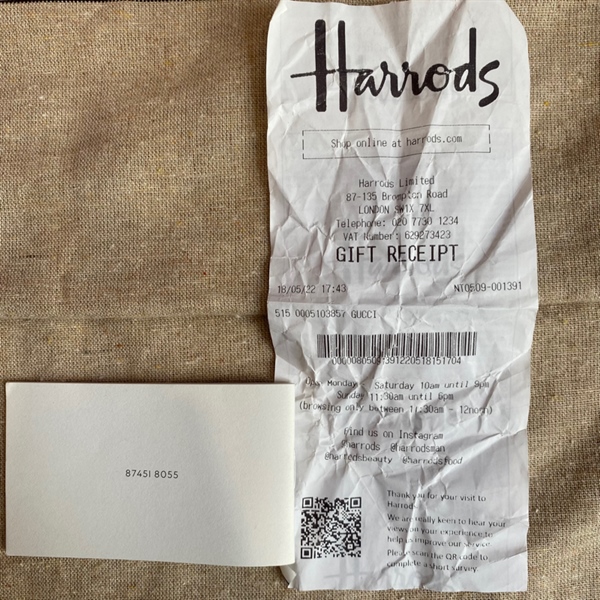 Harrods
Shop online at harrods.com
Harrods Limited
87-135 Brompton Road
LONDON SW1X 7XL
Telephone: 020 7730 1234
VAT Number: 629273423
GIFT RECEIPT
18/05/22 17:43 NT0509-001391
515 0005103857 GUCCI
Open Mondays - Saturday 10am until 9pm
Sunday 11:30am until 6pm
(browsing only between 11:30am - 12noon)
Find us on Instagram
@harrods @harrodsman
@harrodsbeauty @harrodsfood
Thank you for your visit to
Harrods.
We are really keen to hear your
views on your experience to
help us improve our service.
Please scan the QR code to
complete a short survey.
87451 8055